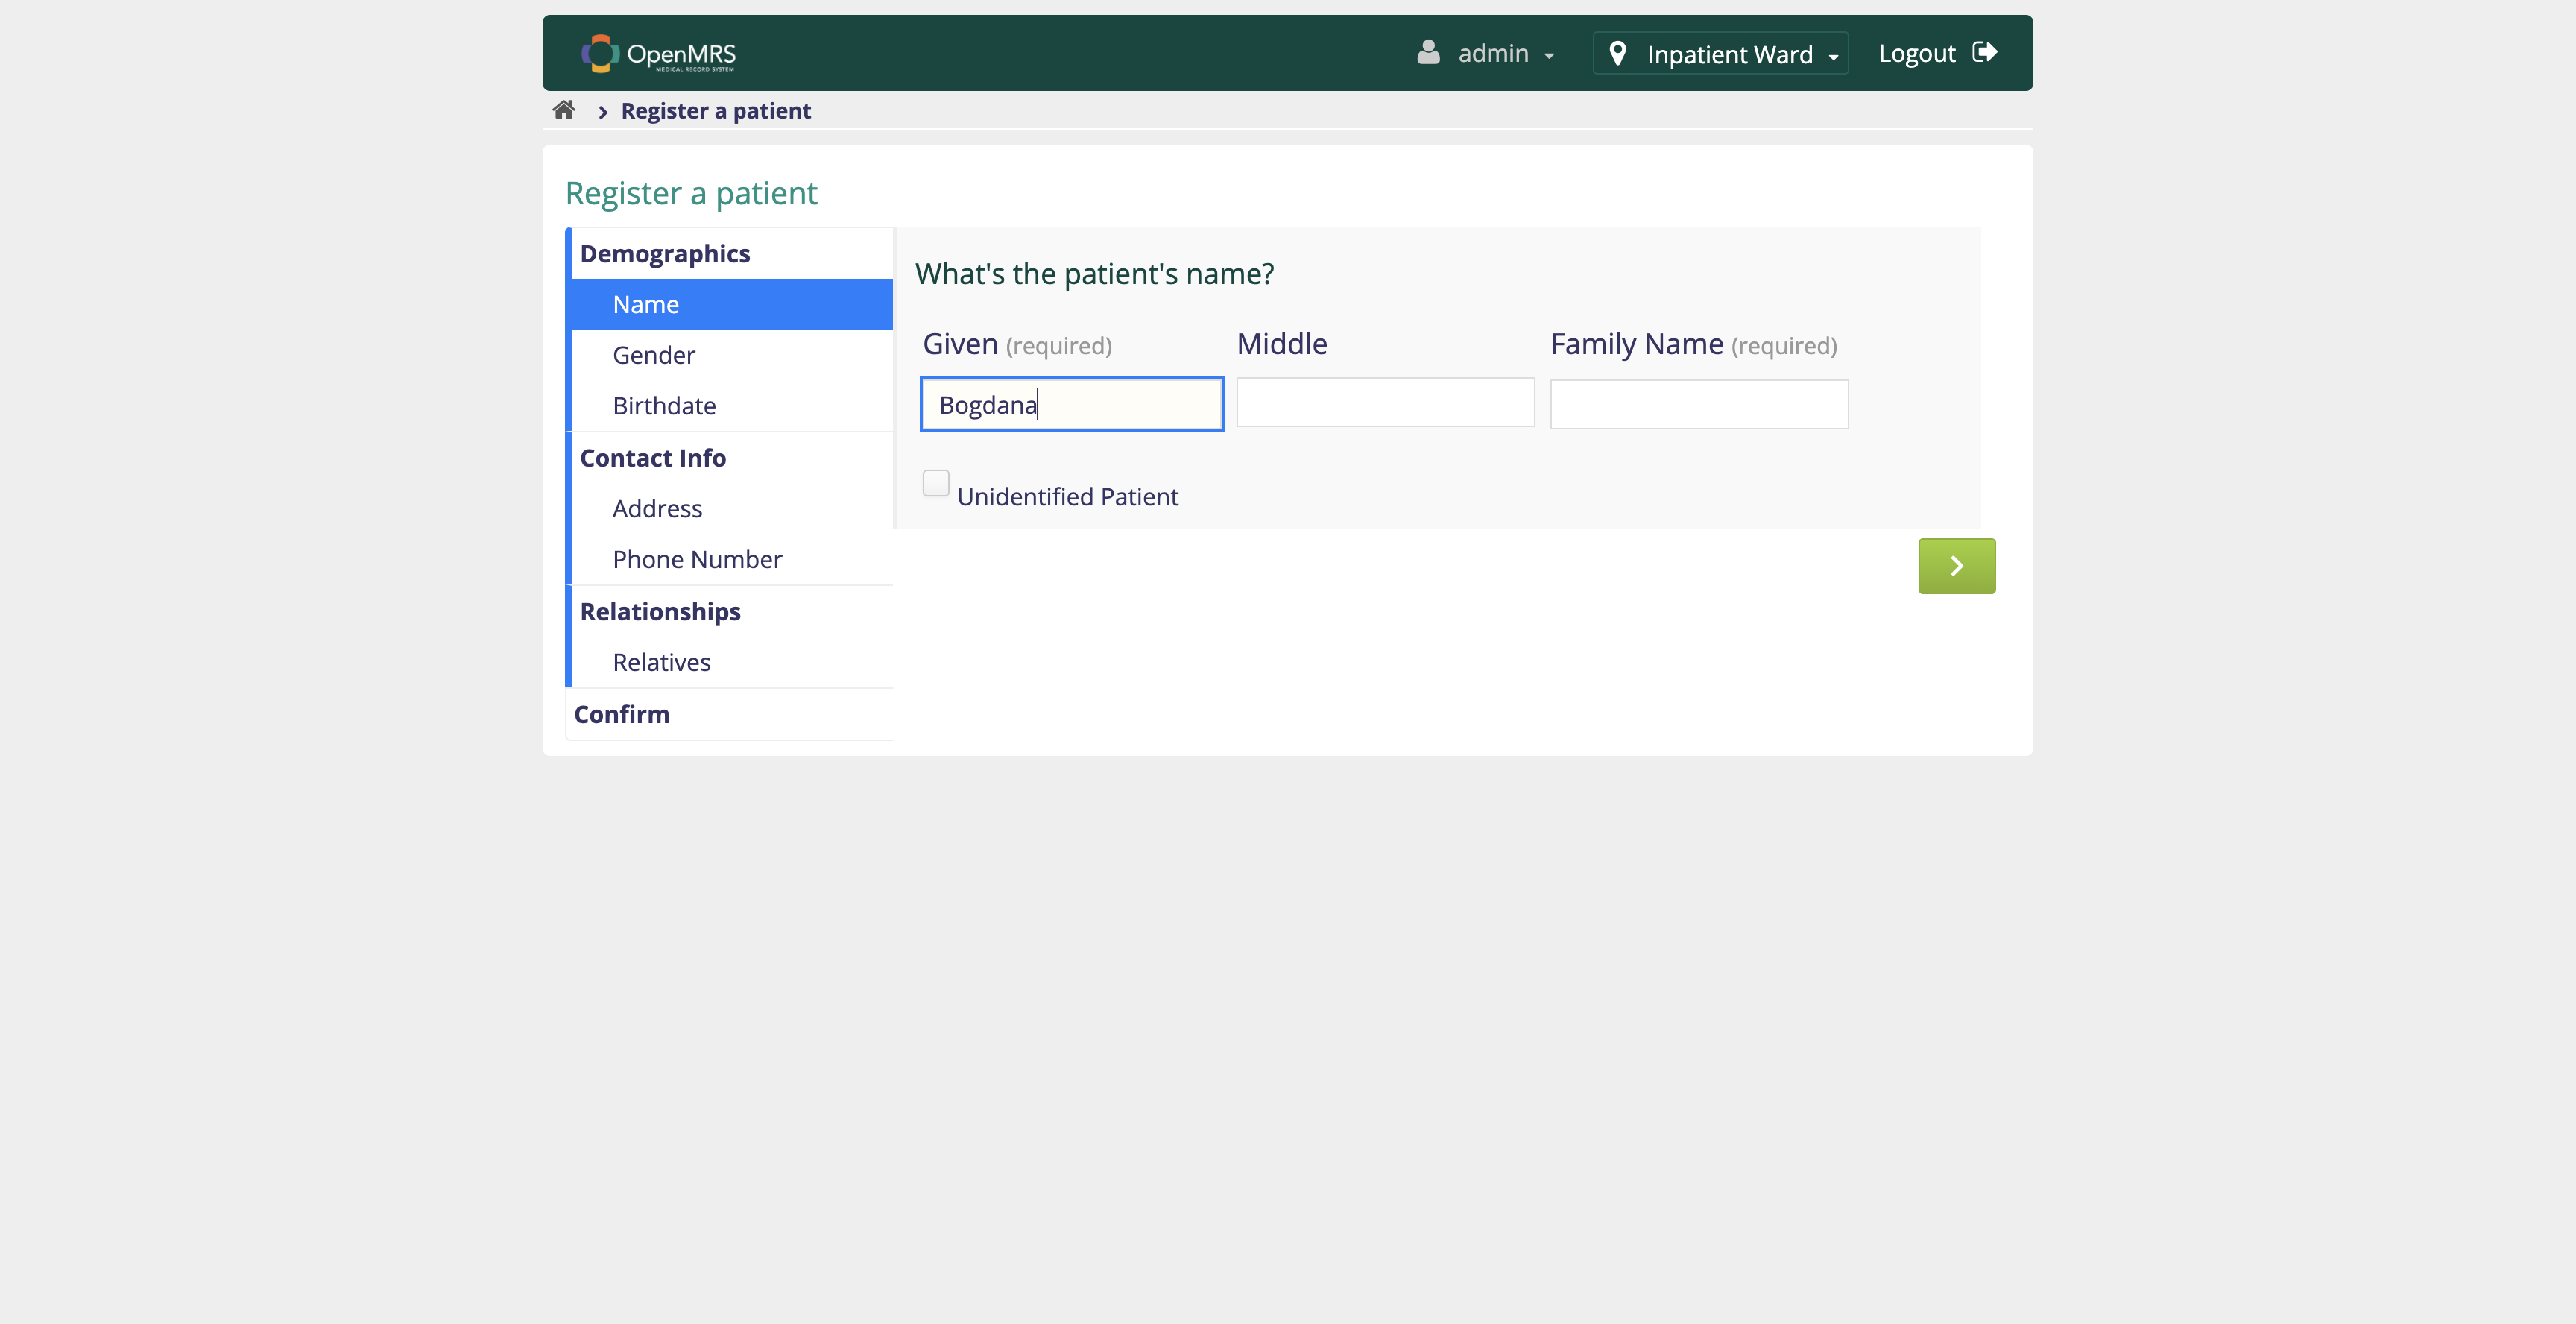 OpenMRS
MEDICAL RECORD SYSTEM
admin
Inpatient Ward
Logout
Register a patient
Register a patient
Demographics
Name
Gender
Birthdate
Contact Info
Address
Phone Number
Relationships
Relatives
Confirm
What's the patient's name?
Given (required) Middle Family Name (required)
Bogdana
Unidentified Patient